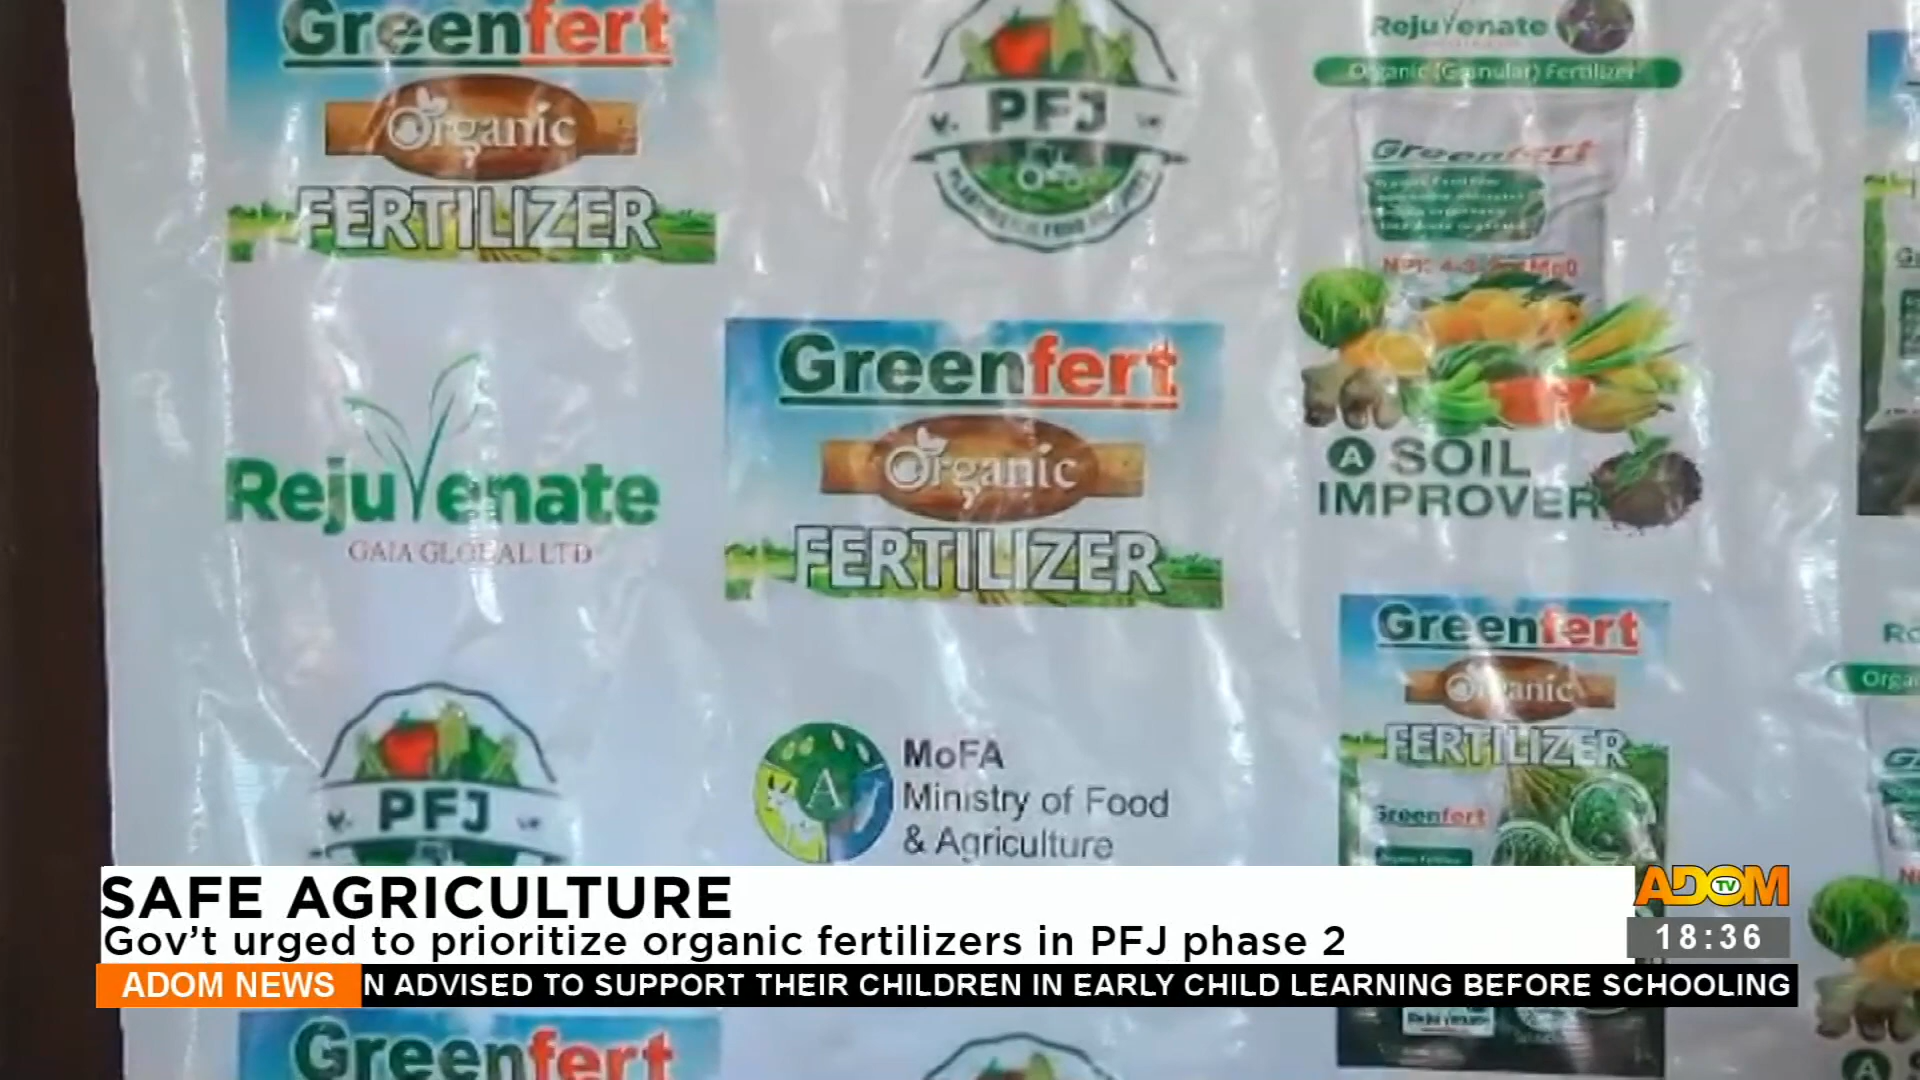 Greenfert
Organic
FERTILIZER
PFJ
Rejuvenate
Organic (Granular) Fertilizer
Greenfert
Rejuvenate
GAIA GLOBAL LTD
Greenfert
Organic
FERTILIZER
A SOIL
IMPROVER
Greenfert
Organic
FERTILIZER
Greenfert
PFJ
MoFA
Ministry of Food
& Agriculture
SAFE AGRICULTURE
Gov't urged to prioritize organic fertilizers in PFJ phase 2
ADOM TV
18:36
ADOM NEWS
N ADVISED TO SUPPORT THEIR CHILDREN IN EARLY CHILD LEARNING BEFORE SCHOOLING
Greenfert
A